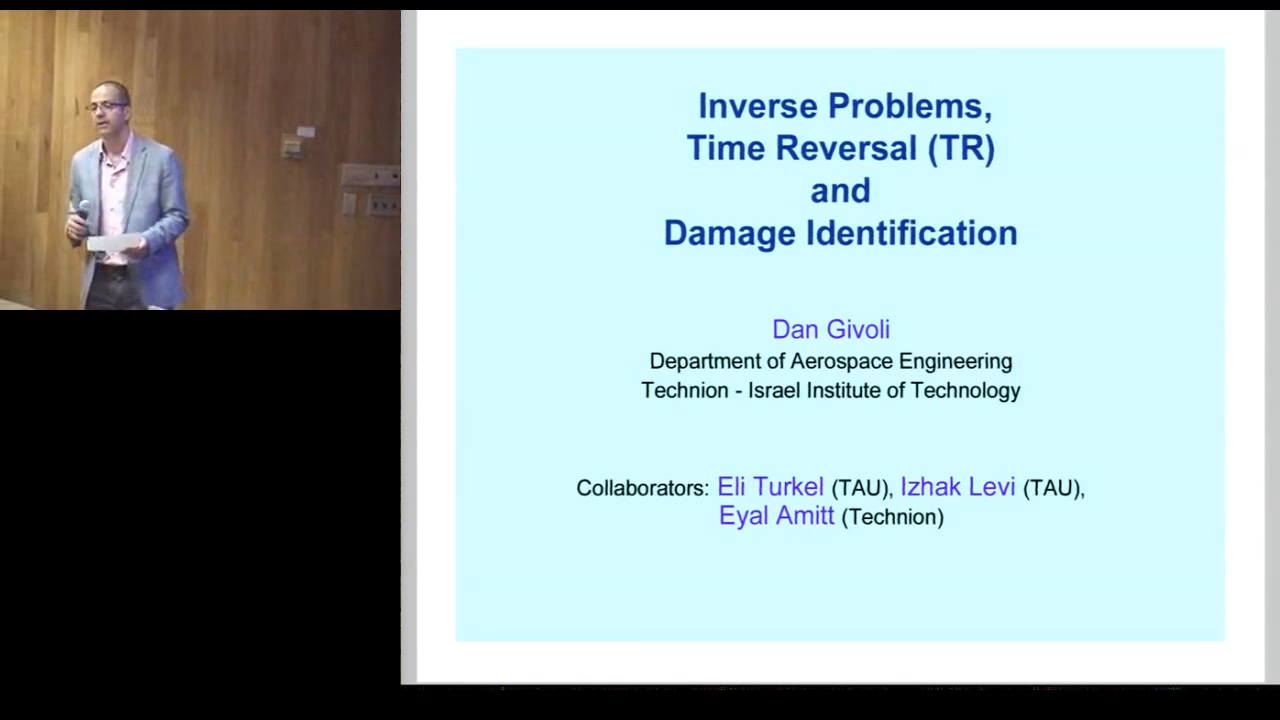 Inverse Problems,
Time Reversal (TR)
and
Damage Identification
Dan Givoli
Department of Aerospace Engineering
Technion - Israel Institute of Technology
Collaborators: Eli Turkel (TAU), Izhak Levi (TAU),
Eyal Amitt (Technion)